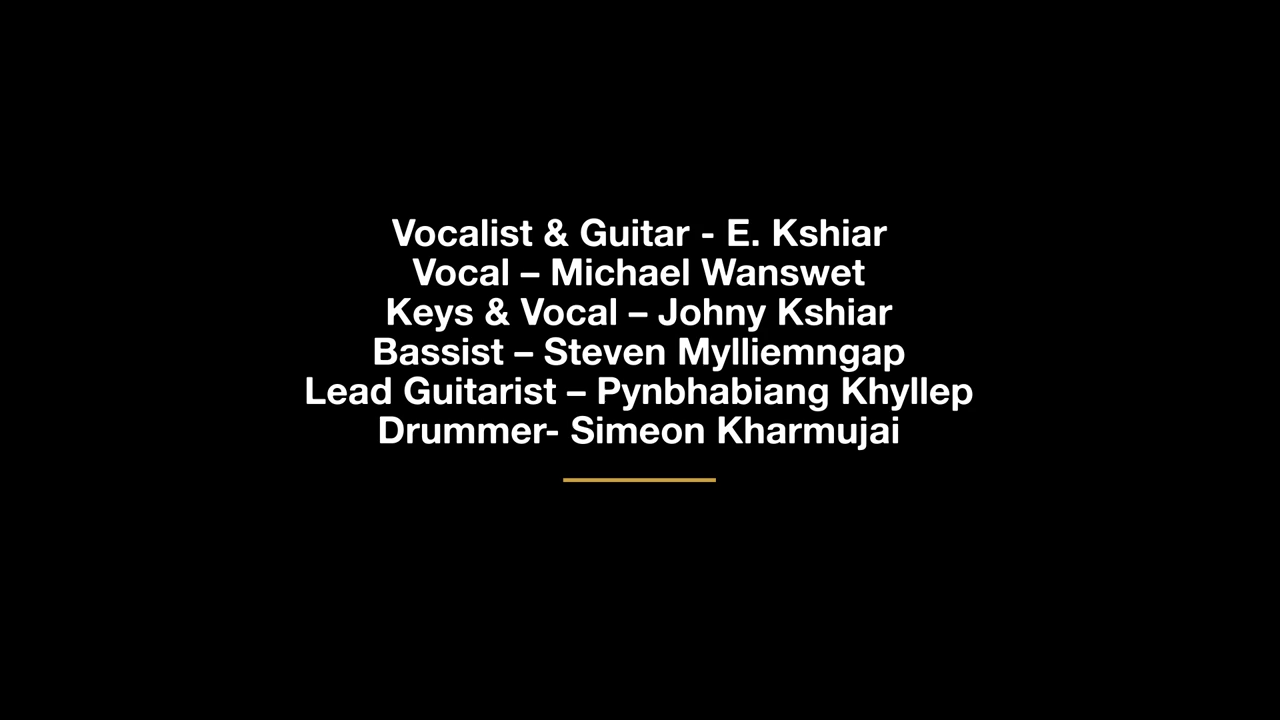 Vocalist & Guitar - E. Kshiar
Vocal – Michael Wanswet
Keys & Vocal – Johny Kshiar
Bassist – Steven Mylliemngap
Lead Guitarist – Pynbhabiang Khyllep
Drummer- Simeon Kharmujai